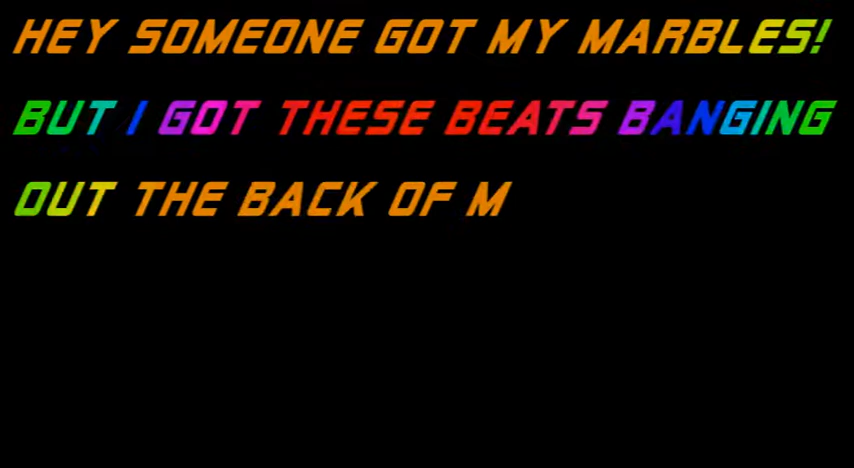 HEY SOMEONE GOT MY MARBLES!
BUT I GOT THESE BEATS BANGING
OUT THE BACK OF M